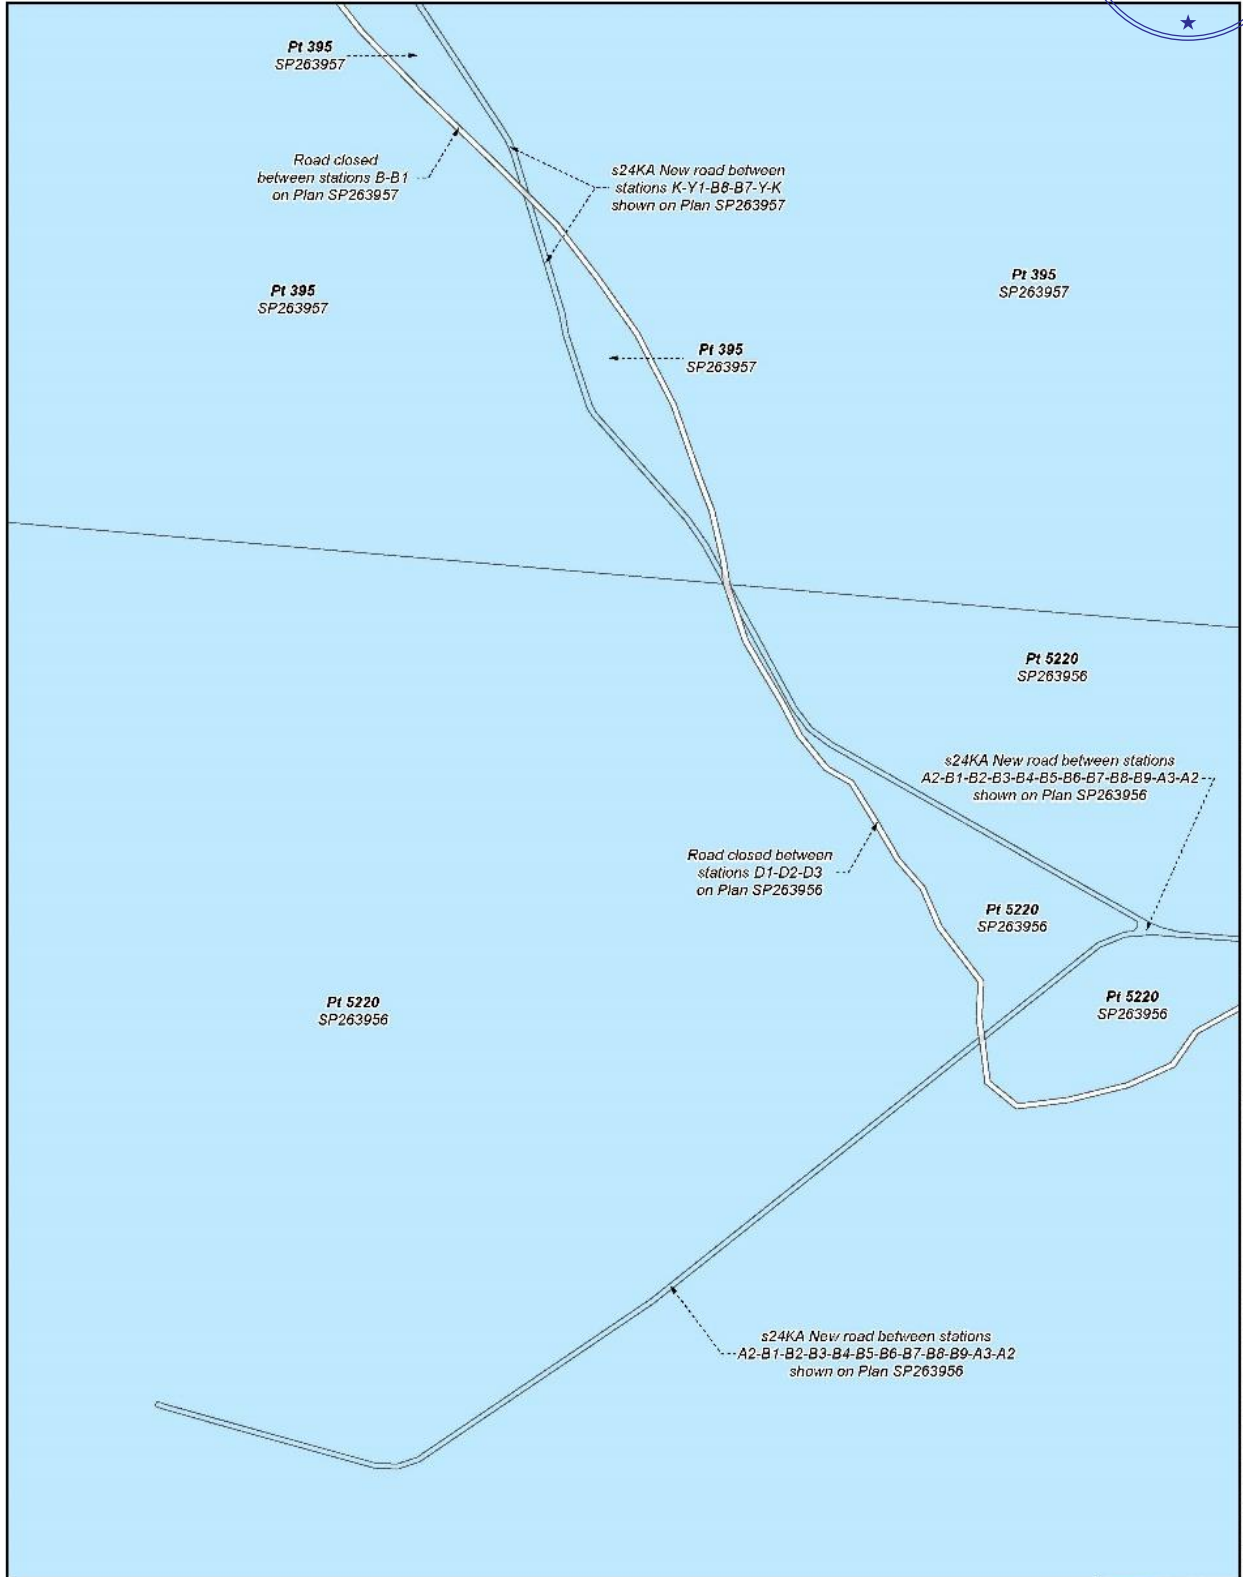 Pt 395
SP263957
Road closed
between stations B-B1
on Plan SP263957
s24KA New road between
stations K-Y1-B8-B7-Y-K
shown on Plan SP263957
Pt 395
SP263957
Pt 395
SP263957
Pt 395
SP263957
Pt 5220
SP263956
s24KA New road between stations
A2-B1-B2-B3-B4-B5-B6-B7-B8-B9-A3-A2
shown on Plan SP263956
Road closed between
stations D1-D2-D3
on Plan SP263956
Pt 5220
SP263956
Pt 5220
SP263956
Pt 5220
SP263956
s24KA New road between stations
A2-B1-B2-B3-B4-B5-B6-B7-B8-B9-A3-A2
shown on Plan SP263956